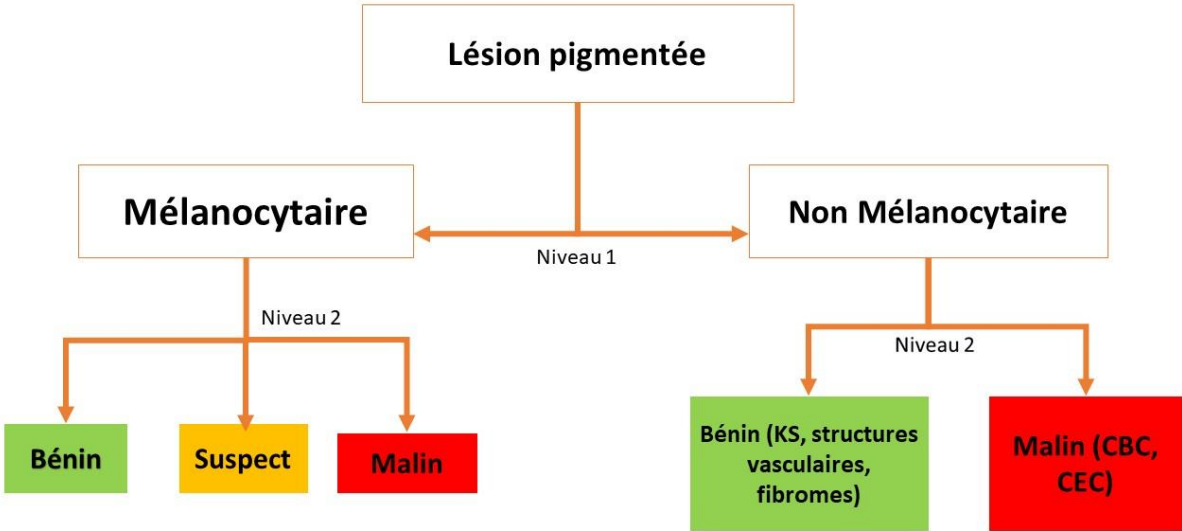 Lésion pigmentée
Mélanocytaire
Non Mélanocytaire
Niveau 1
Niveau 2
Niveau 2
Bénin
Suspect
Malin
Bénin (KS, structures
vasculaires,
fibromes)
Malin (CBC,
CEC)